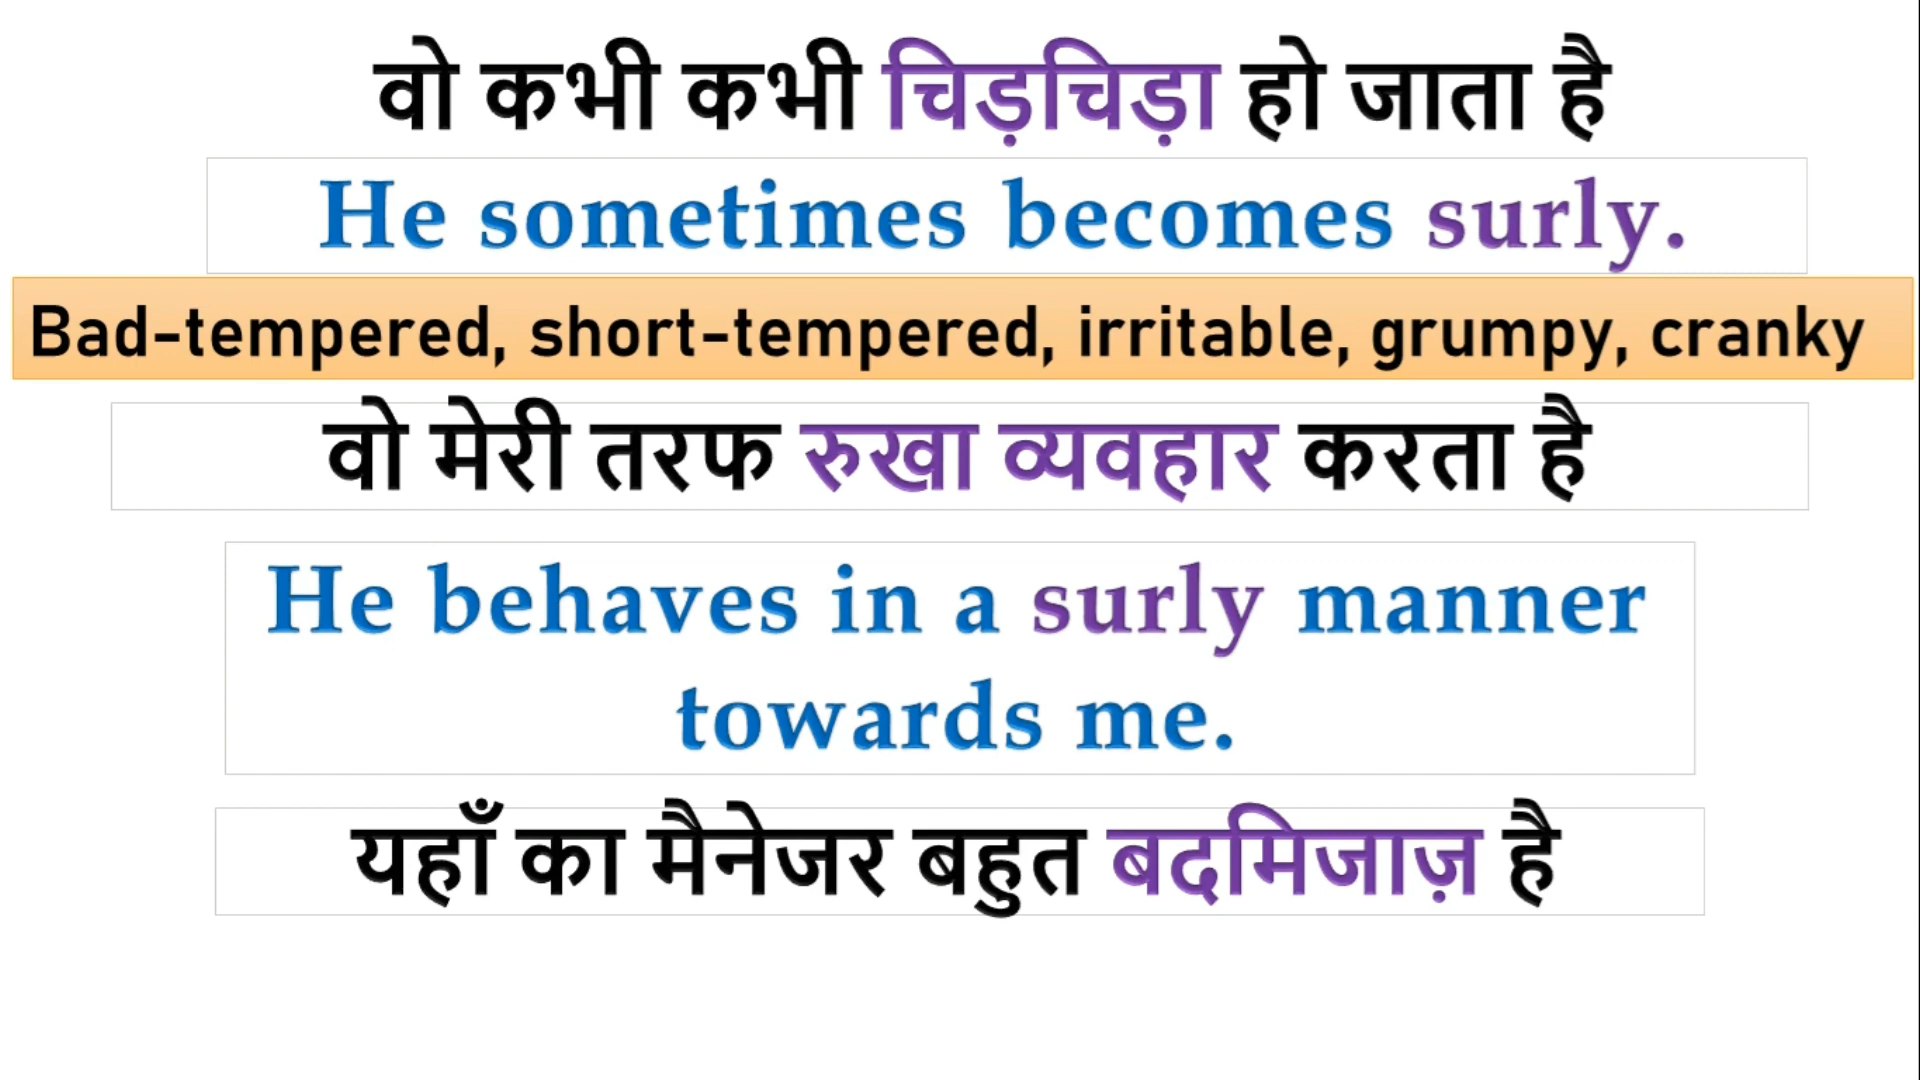 वो कभी कभी चिड़चिड़ा हो जाता है
He sometimes becomes surly.
Bad-tempered, short-tempered, irritable, grumpy, cranky
वो मेरी तरफ रुखा व्यवहार करता है
He behaves in a surly manner
towards me.
यहाँ का मैनेजर बहुत बदमिजाज़ है